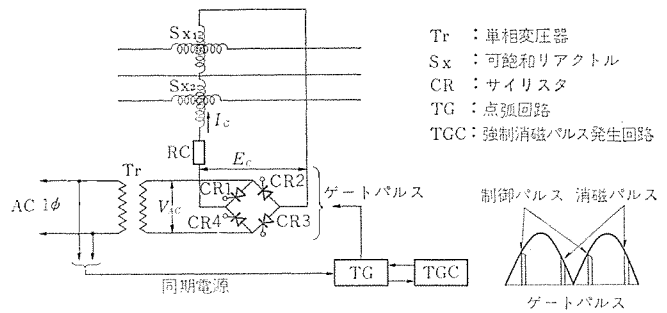 Sx₁
Sx₂
I_C
RC
E_C
Tr
CR1
CR2
AC 1φ
V_AC
CR4
CR3
ゲートパルス
TG
TGC
同期電源
Tr : 単相変圧器
Sx : 可飽和リアクトル
CR : サイリスタ
TG : 点弧回路
TGC : 強制消磁パルス発生回路
制御パルス 消磁パルス
ゲートパルス